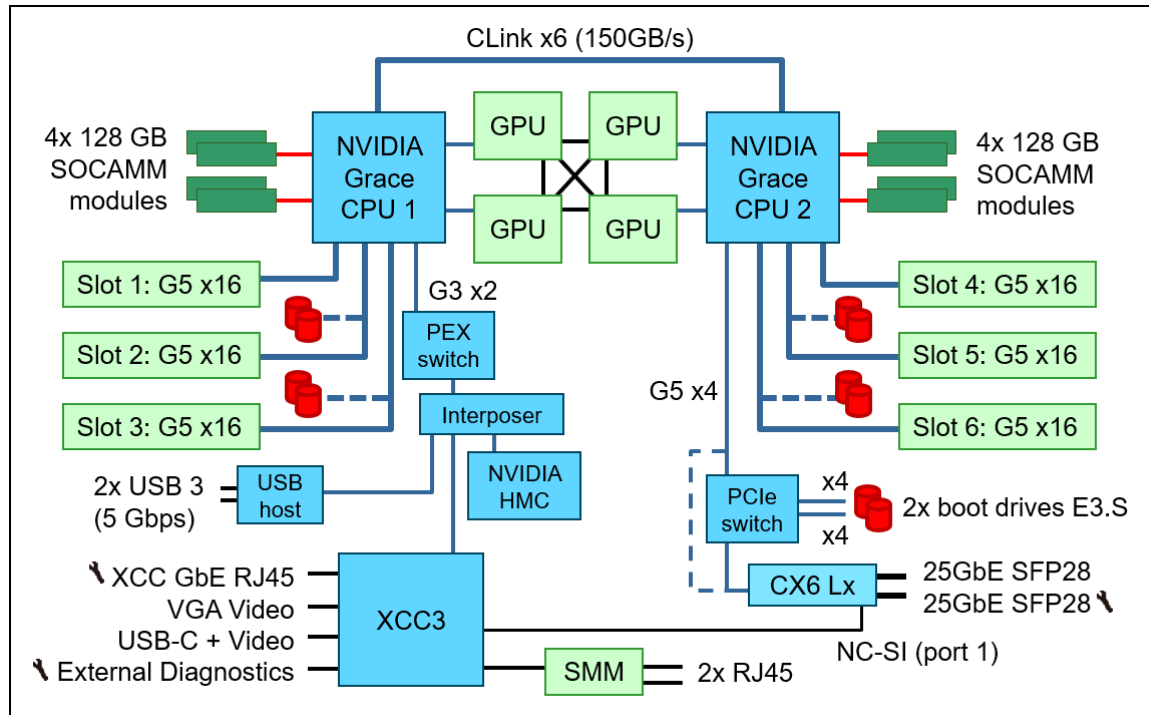 CLink x6 (150GB/s)
4x 128 GB
SOCAMM
modules
NVIDIA
Grace
CPU 1
GPU
GPU
GPU
GPU
NVIDIA
Grace
CPU 2
4x 128 GB
SOCAMM
modules
Slot 1: G5 x16
Slot 2: G5 x16
Slot 3: G5 x16
G3 x2
PEX
switch
Interposer
NVIDIA
HMC
2x USB 3
(5 Gbps)
USB
host
Slot 4: G5 x16
Slot 5: G5 x16
Slot 6: G5 x16
G5 x4
PCIe
switch
x4
x4
2x boot drives E3.S
CX6 Lx
25GbE SFP28
25GbE SFP28
NC-SI (port 1)
XCC GbE RJ45
VGA Video
USB-C + Video
External Diagnostics
XCC3
SMM
2x RJ45